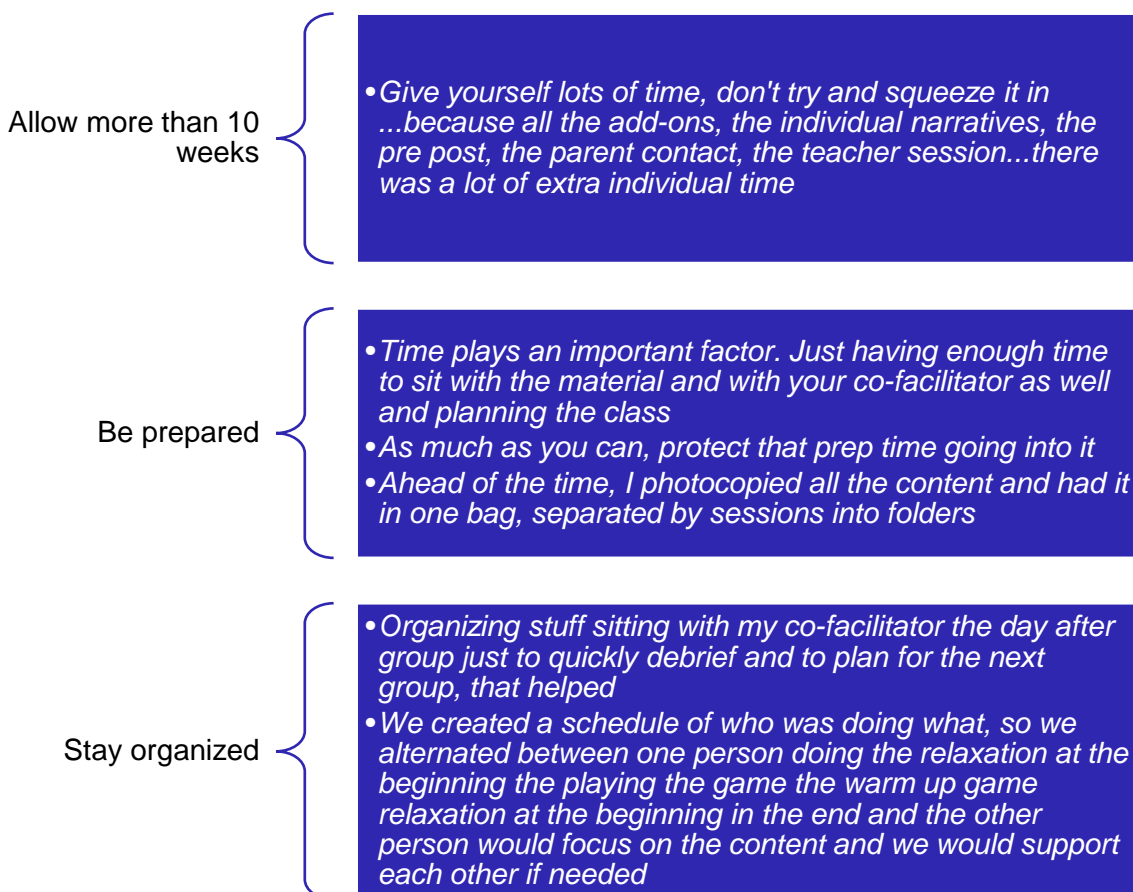 Allow more than 10
weeks
•Give yourself lots of time, don't try and squeeze it in
...because all the add-ons, the individual narratives, the
pre post, the parent contact, the teacher session...there
was a lot of extra individual time
Be prepared
•Time plays an important factor. Just having enough time
to sit with the material and with your co-facilitator as well
and planning the class
•As much as you can, protect that prep time going into it
•Ahead of the time, I photocopied all the content and had it
in one bag, separated by sessions into folders
Stay organized
•Organizing stuff sitting with my co-facilitator the day after
group just to quickly debrief and to plan for the next
group, that helped
•We created a schedule of who was doing what, so we
alternated between one person doing the relaxation at the
beginning the playing the game the warm up game
relaxation at the beginning in the end and the other
person would focus on the content and we would support
each other if needed